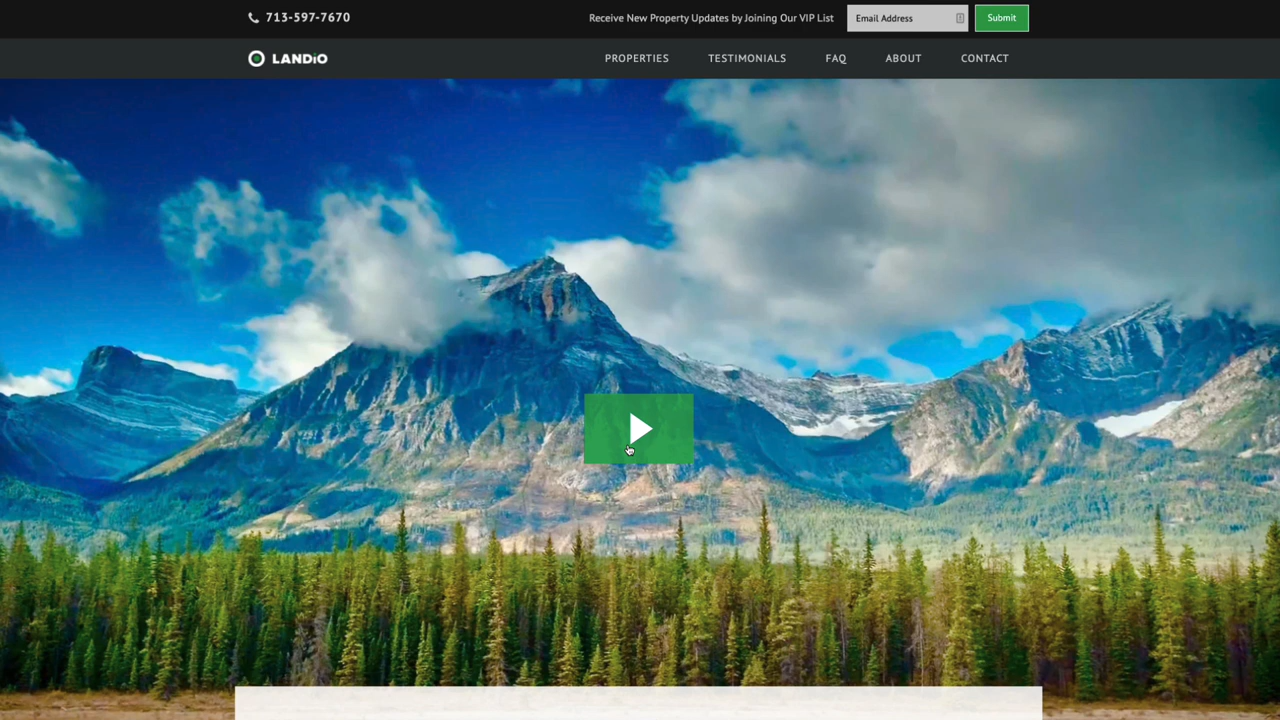 713-597-7670
Receive New Property Updates by Joining Our VIP List
Email Address
Submit
LANDiO
PROPERTIES
TESTIMONIALS
FAQ
ABOUT
CONTACT